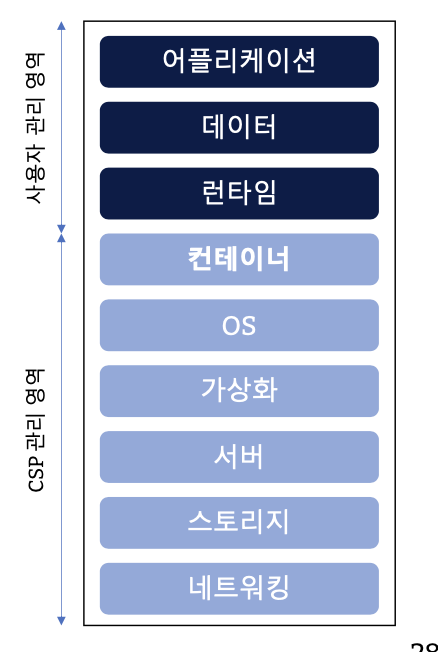 사용자 관리 영역
어플리케이션
데이터
런타임
CSP 관리 영역
컨테이너
OS
가상화
서버
스토리지
네트워킹
28